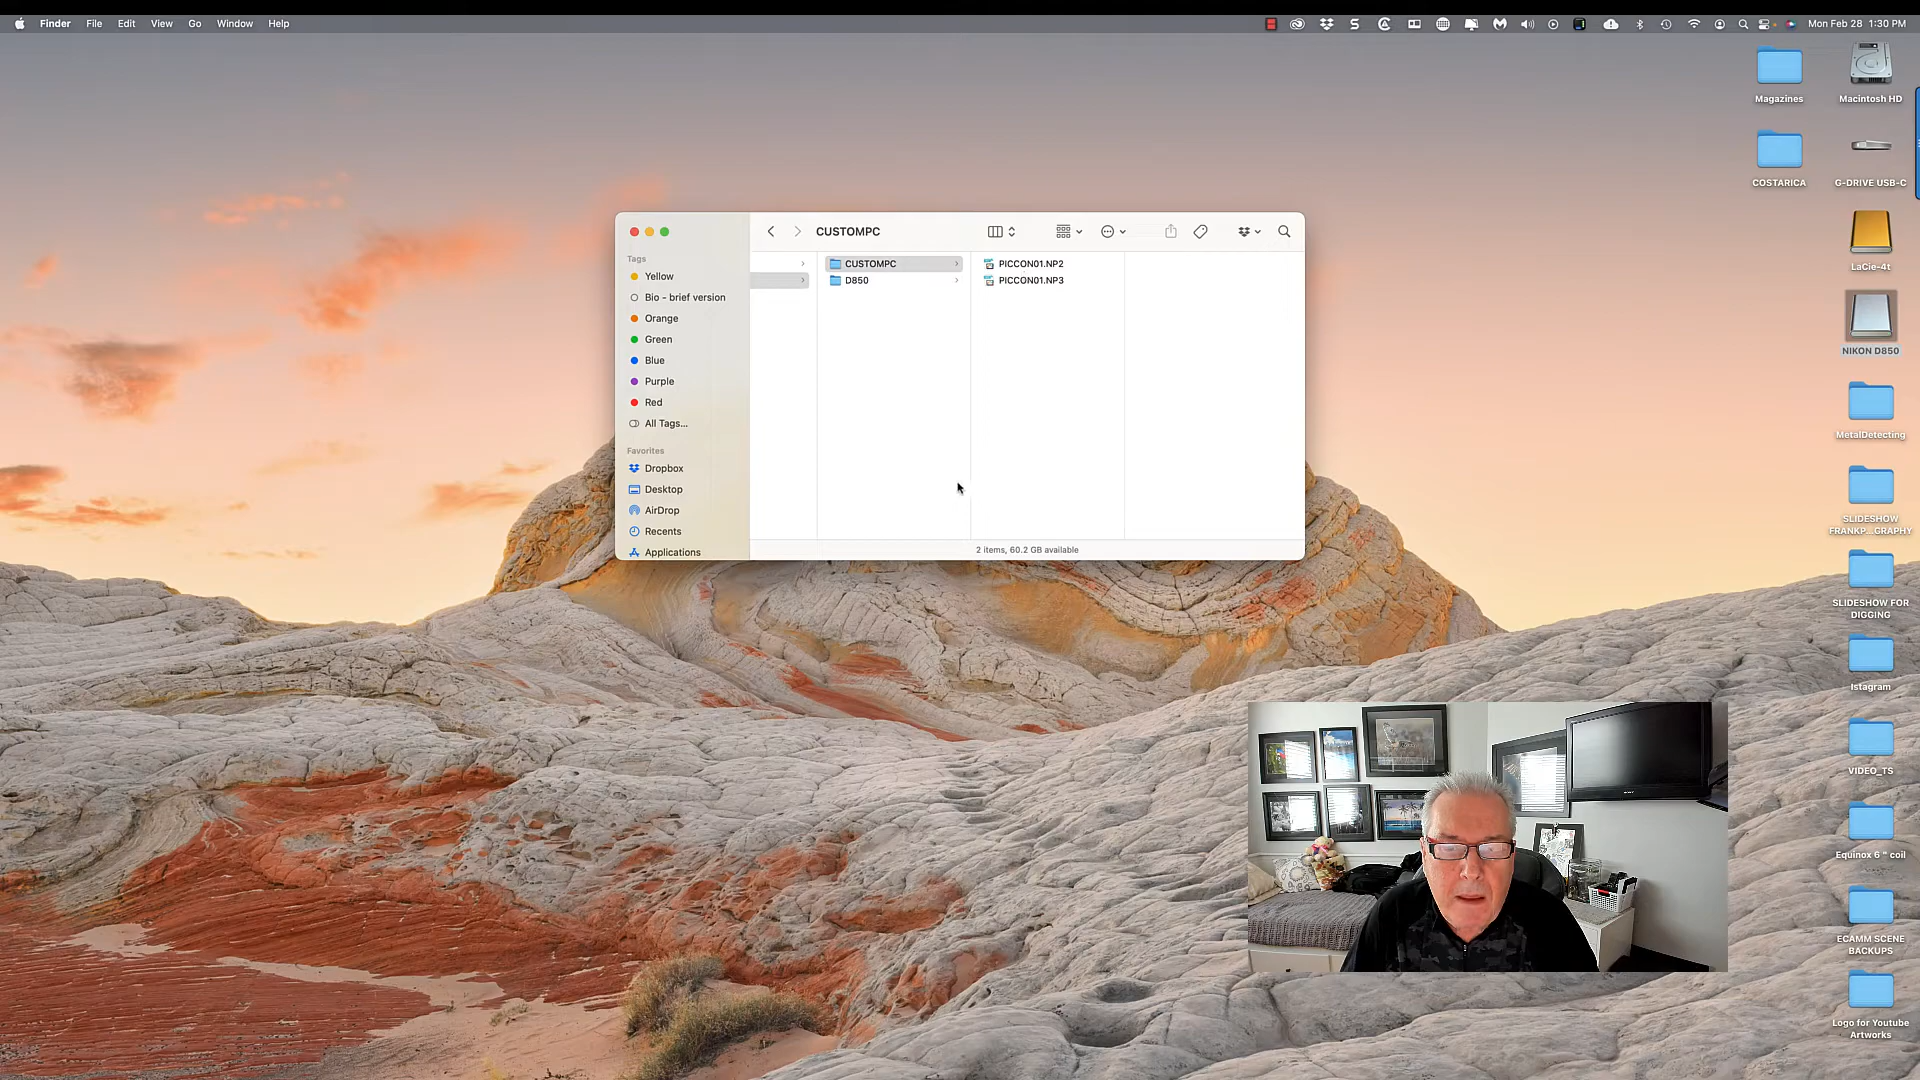 Finder File Edit View Go Window Help
Mon Feb 28 1:30 PM
Magazines
Macintosh HD
COSTARICA
G-DRIVE USB-C
LaCie-4t
NIKON D850
MetalDetecting
SLIDESHOW
FRANKP...GRAPHY
SLIDESHOW FOR
DIGGING
Istagram
VIDEO_TS
Equinox 6 " coil
ECAMM SCENE
BACKUPS
Logo for Youtube
Artworks
CUSTOMPC
Tags
Yellow
Bio - brief version
Orange
Green
Blue
Purple
Red
All Tags...
Favorites
Dropbox
Desktop
AirDrop
Recents
Applications
CUSTOMPC
D850
PICCON01.NP2
PICCON01.NP3
2 items, 60.2 GB available